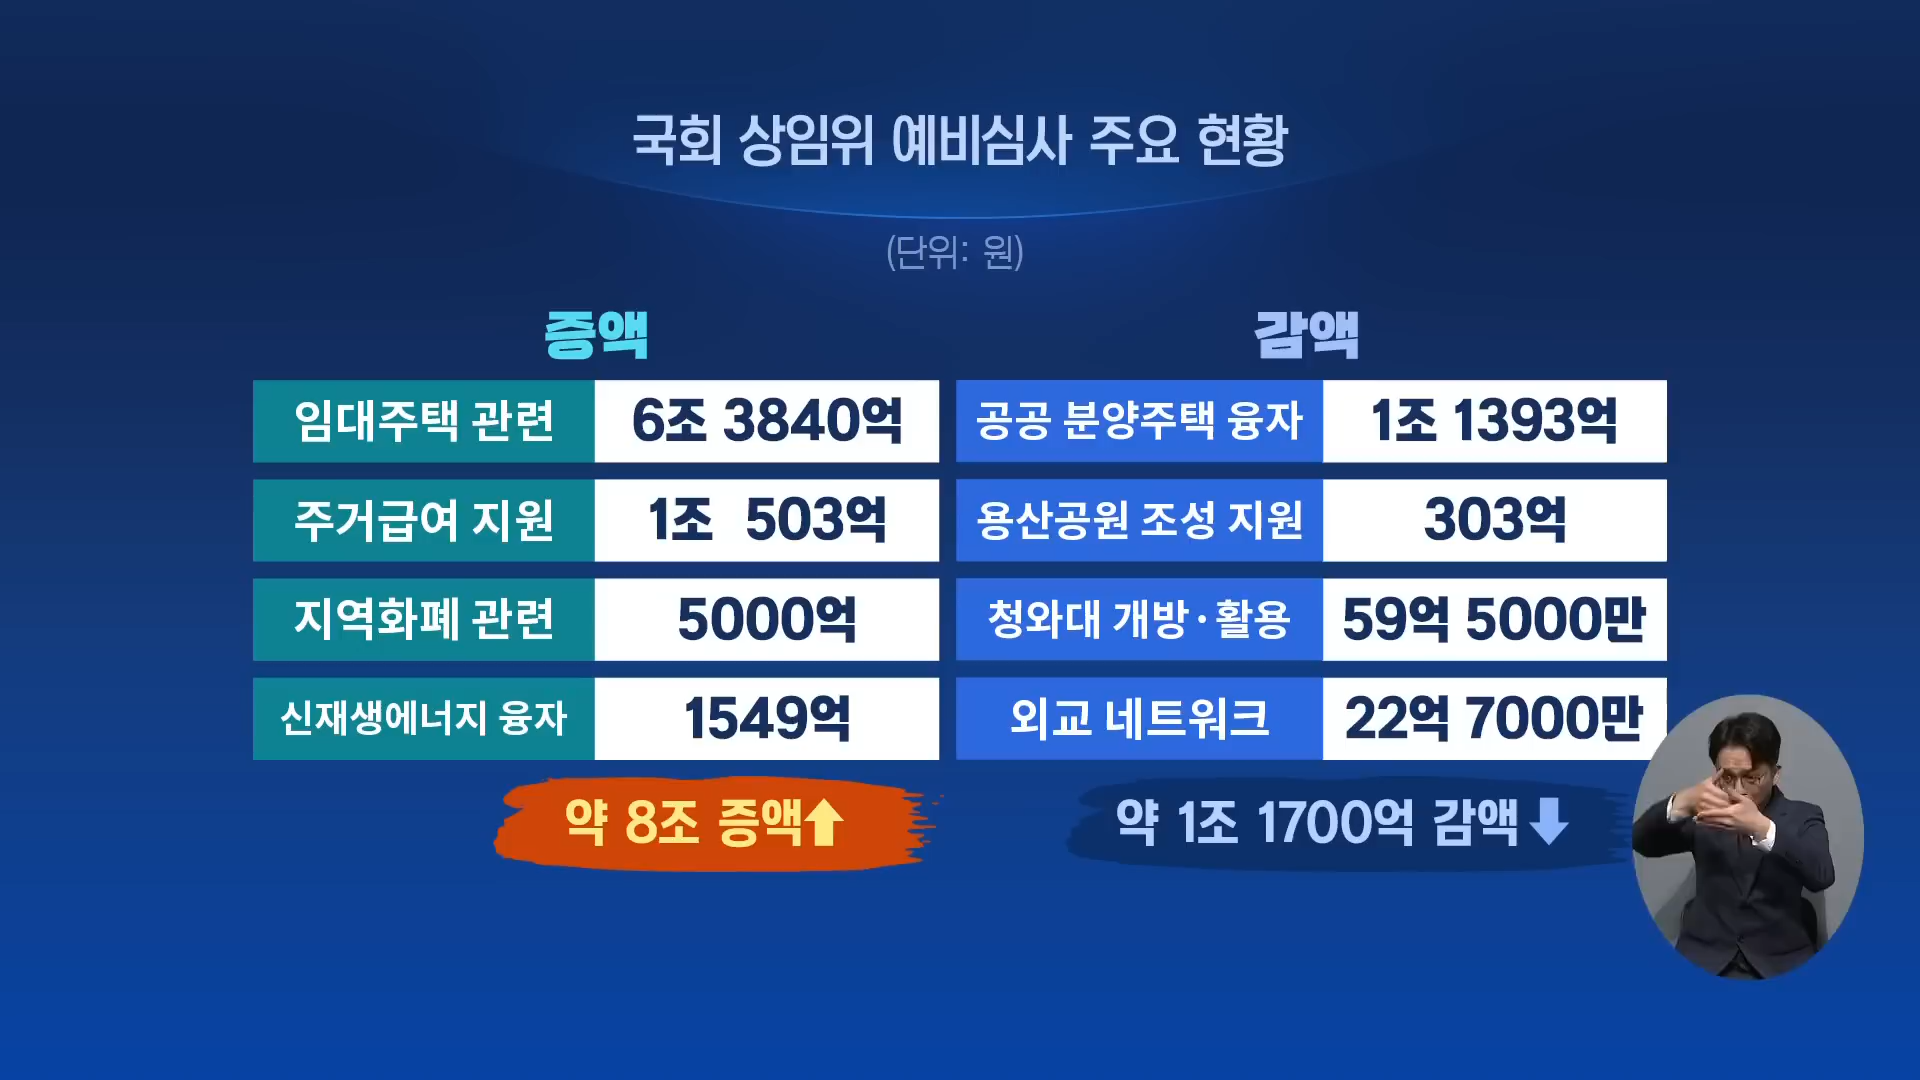 국회 상임위 예비심사 주요 현황
(단위: 원)
증액
임대주택 관련 6조 3840억
주거급여 지원 1조 503억
지역화폐 관련 5000억
신재생에너지 융자 1549억
약 8조 증액⬆
감액
공공 분양주택 융자 1조 1393억
용산공원 조성 지원 303억
청와대 개방·활용 59억 5000만
외교 네트워크 22억 7000만
약 1조 1700억 감액⬇